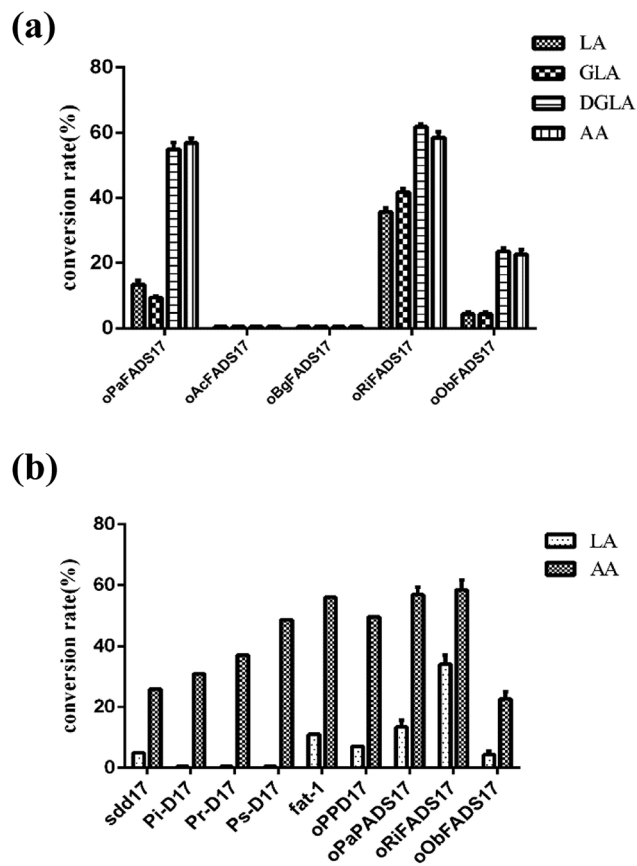 (a)
LA
GLA
DGLA
AA
conversion rate(%)
80
60
40
20
0
oPaFADS17
oAcFADS17
oBgFADS17
oRiFADS17
oObFADS17
(b)
LA
AA
conversion rate(%)
80
60
40
20
0
sdd17
Pi-D17
Pr-D17
Ps-D17
fat-1
oPPD17
oPaPADS17
oRiFADS17
oObFADS17